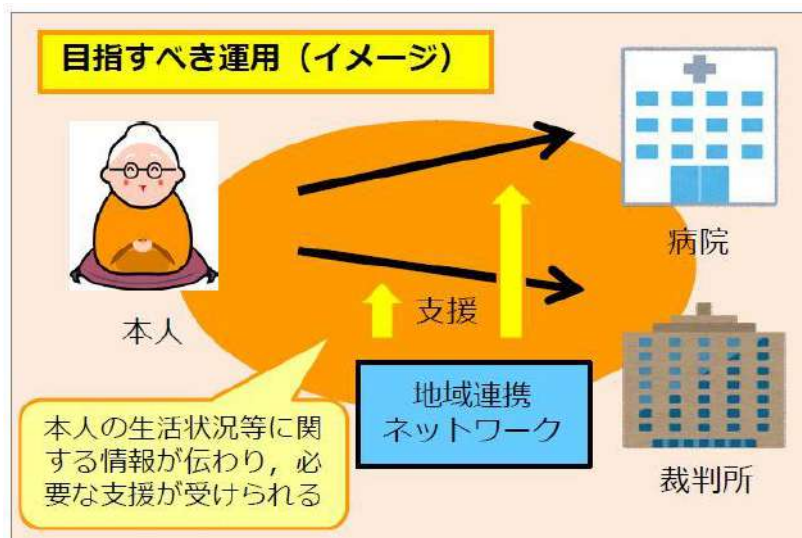 目指すべき運用（イメージ）
病院
本人
支援
地域連携
ネットワーク
本人の生活状況等に関
する情報が伝わり，必
要な支援が受けられる
裁判所